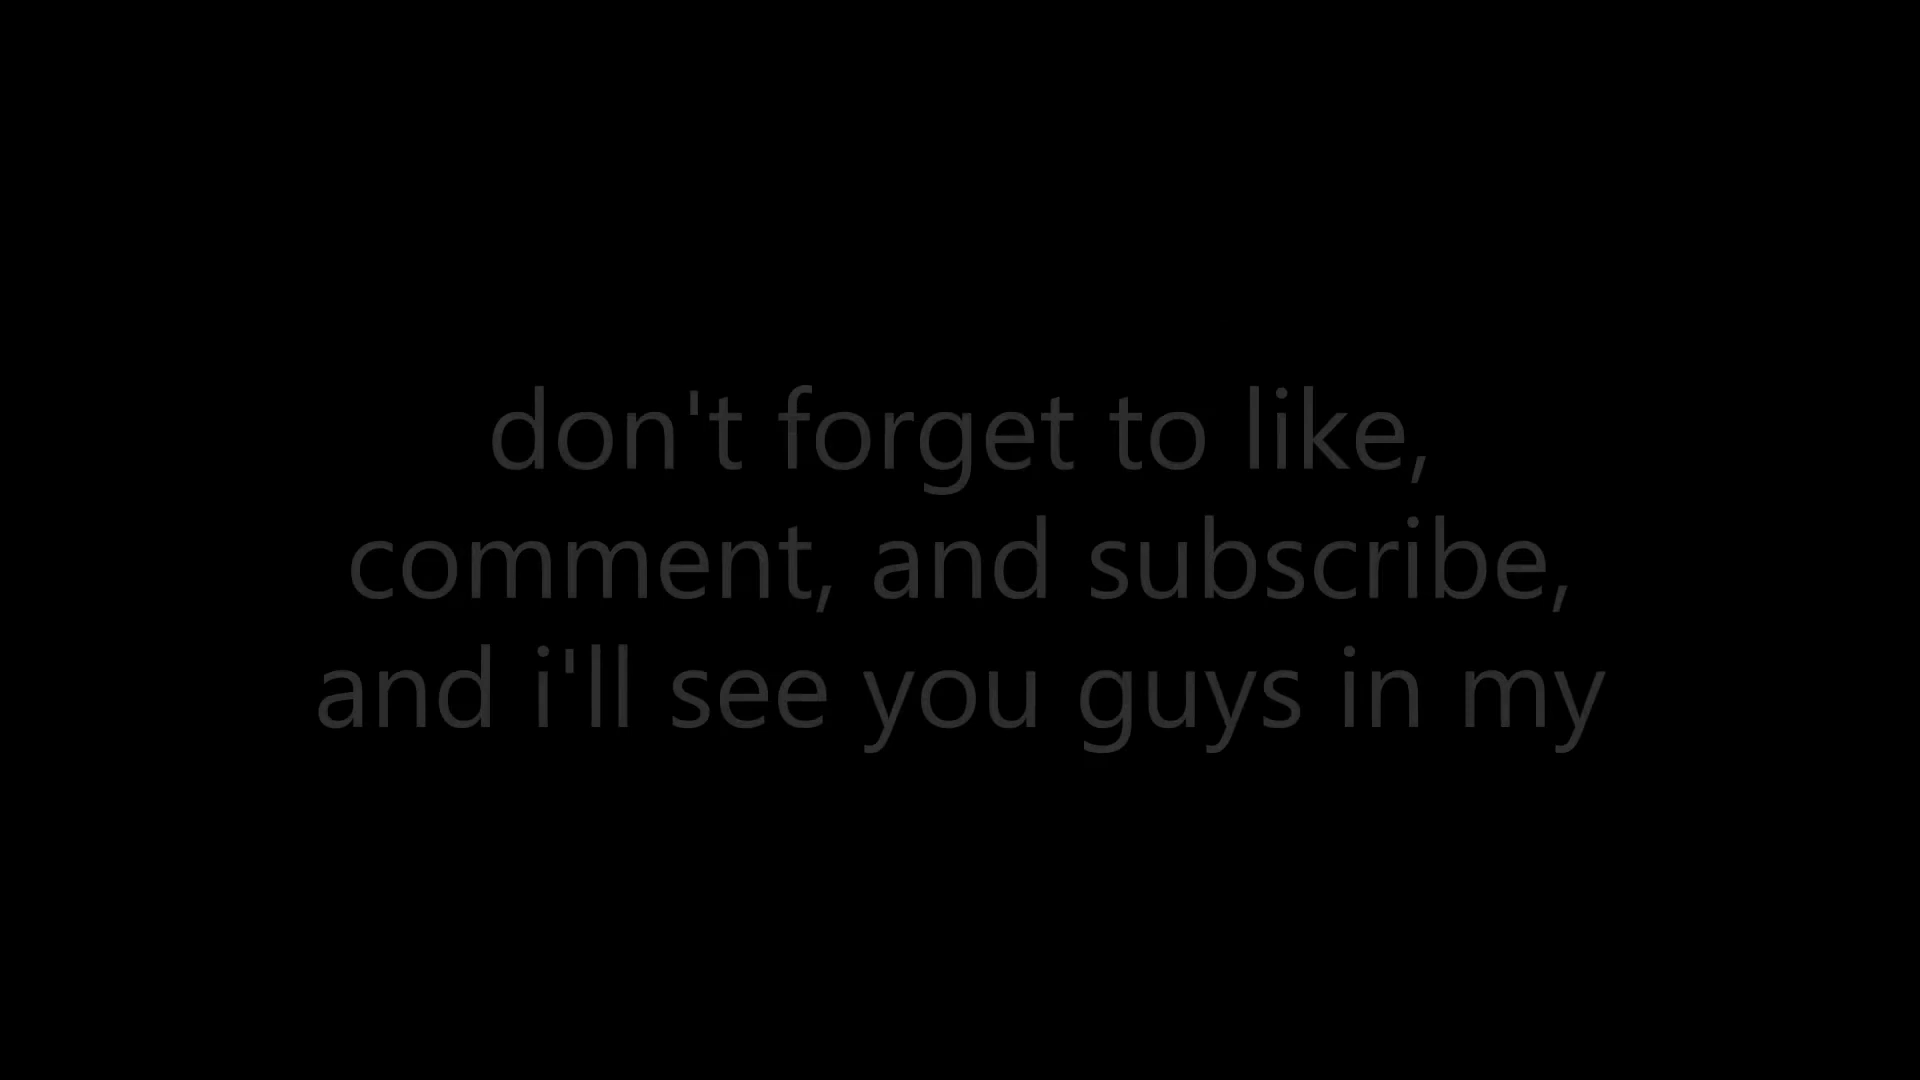 don't forget to like,
comment, and subscribe,
and i'll see you guys in my